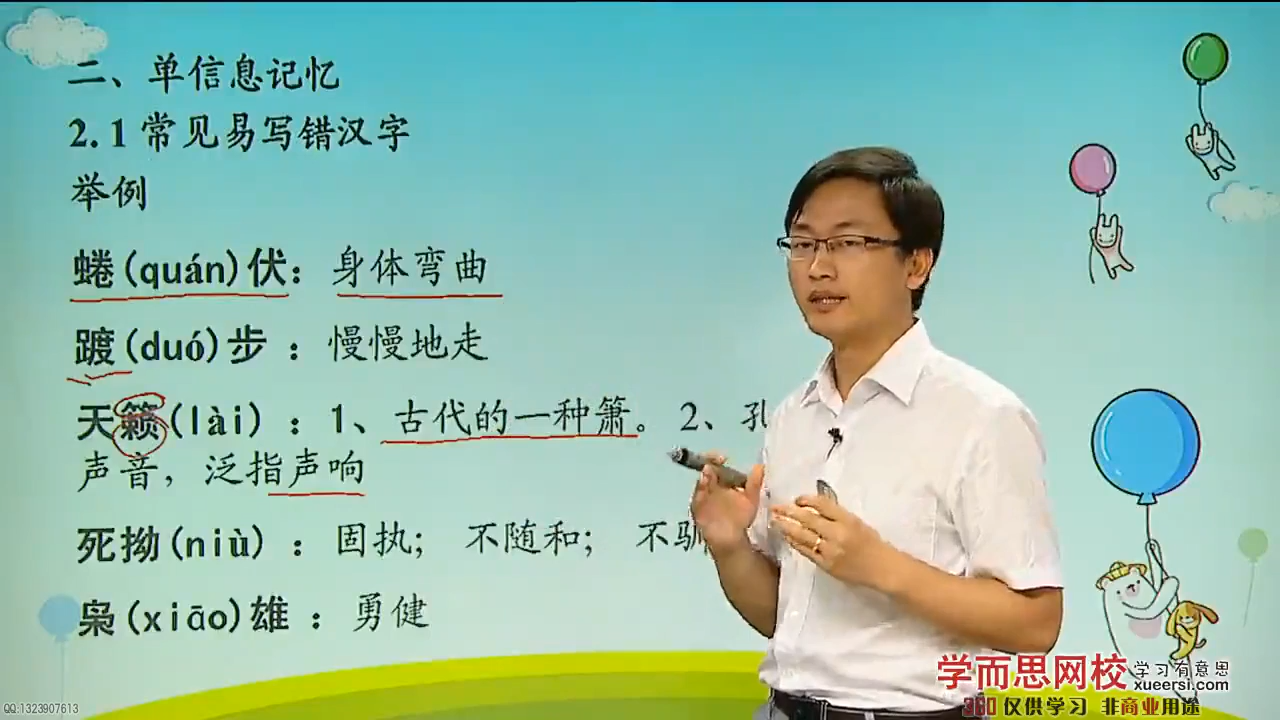 二、单信息记忆
2.1 常见易写错汉字
举例
蜷(quán)伏：身体弯曲
踱(duó)步 ：慢慢地走
天籁(lài) ：1、古代的一种箫。2、孔
声音，泛指声响
死拗(niù) ：固执； 不随和； 不驯
枭(xiāo)雄 ：勇健
学而思网校 学习有意思
xueersi.com
360 仅供学习 非商业用途
QQ:1323907613